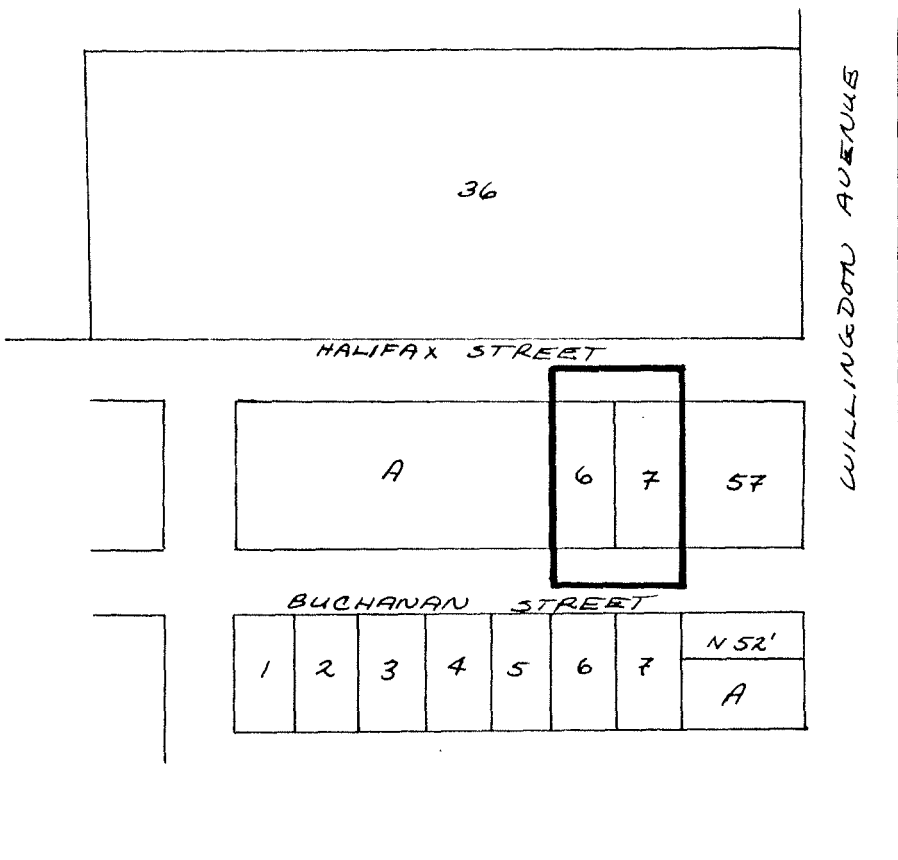 WILLINGDON AVENUE
36
HALIFAX STREET
A 6 7 57
BUCHANAN STREET
1 2 3 4 5 6 7 N 52'
A